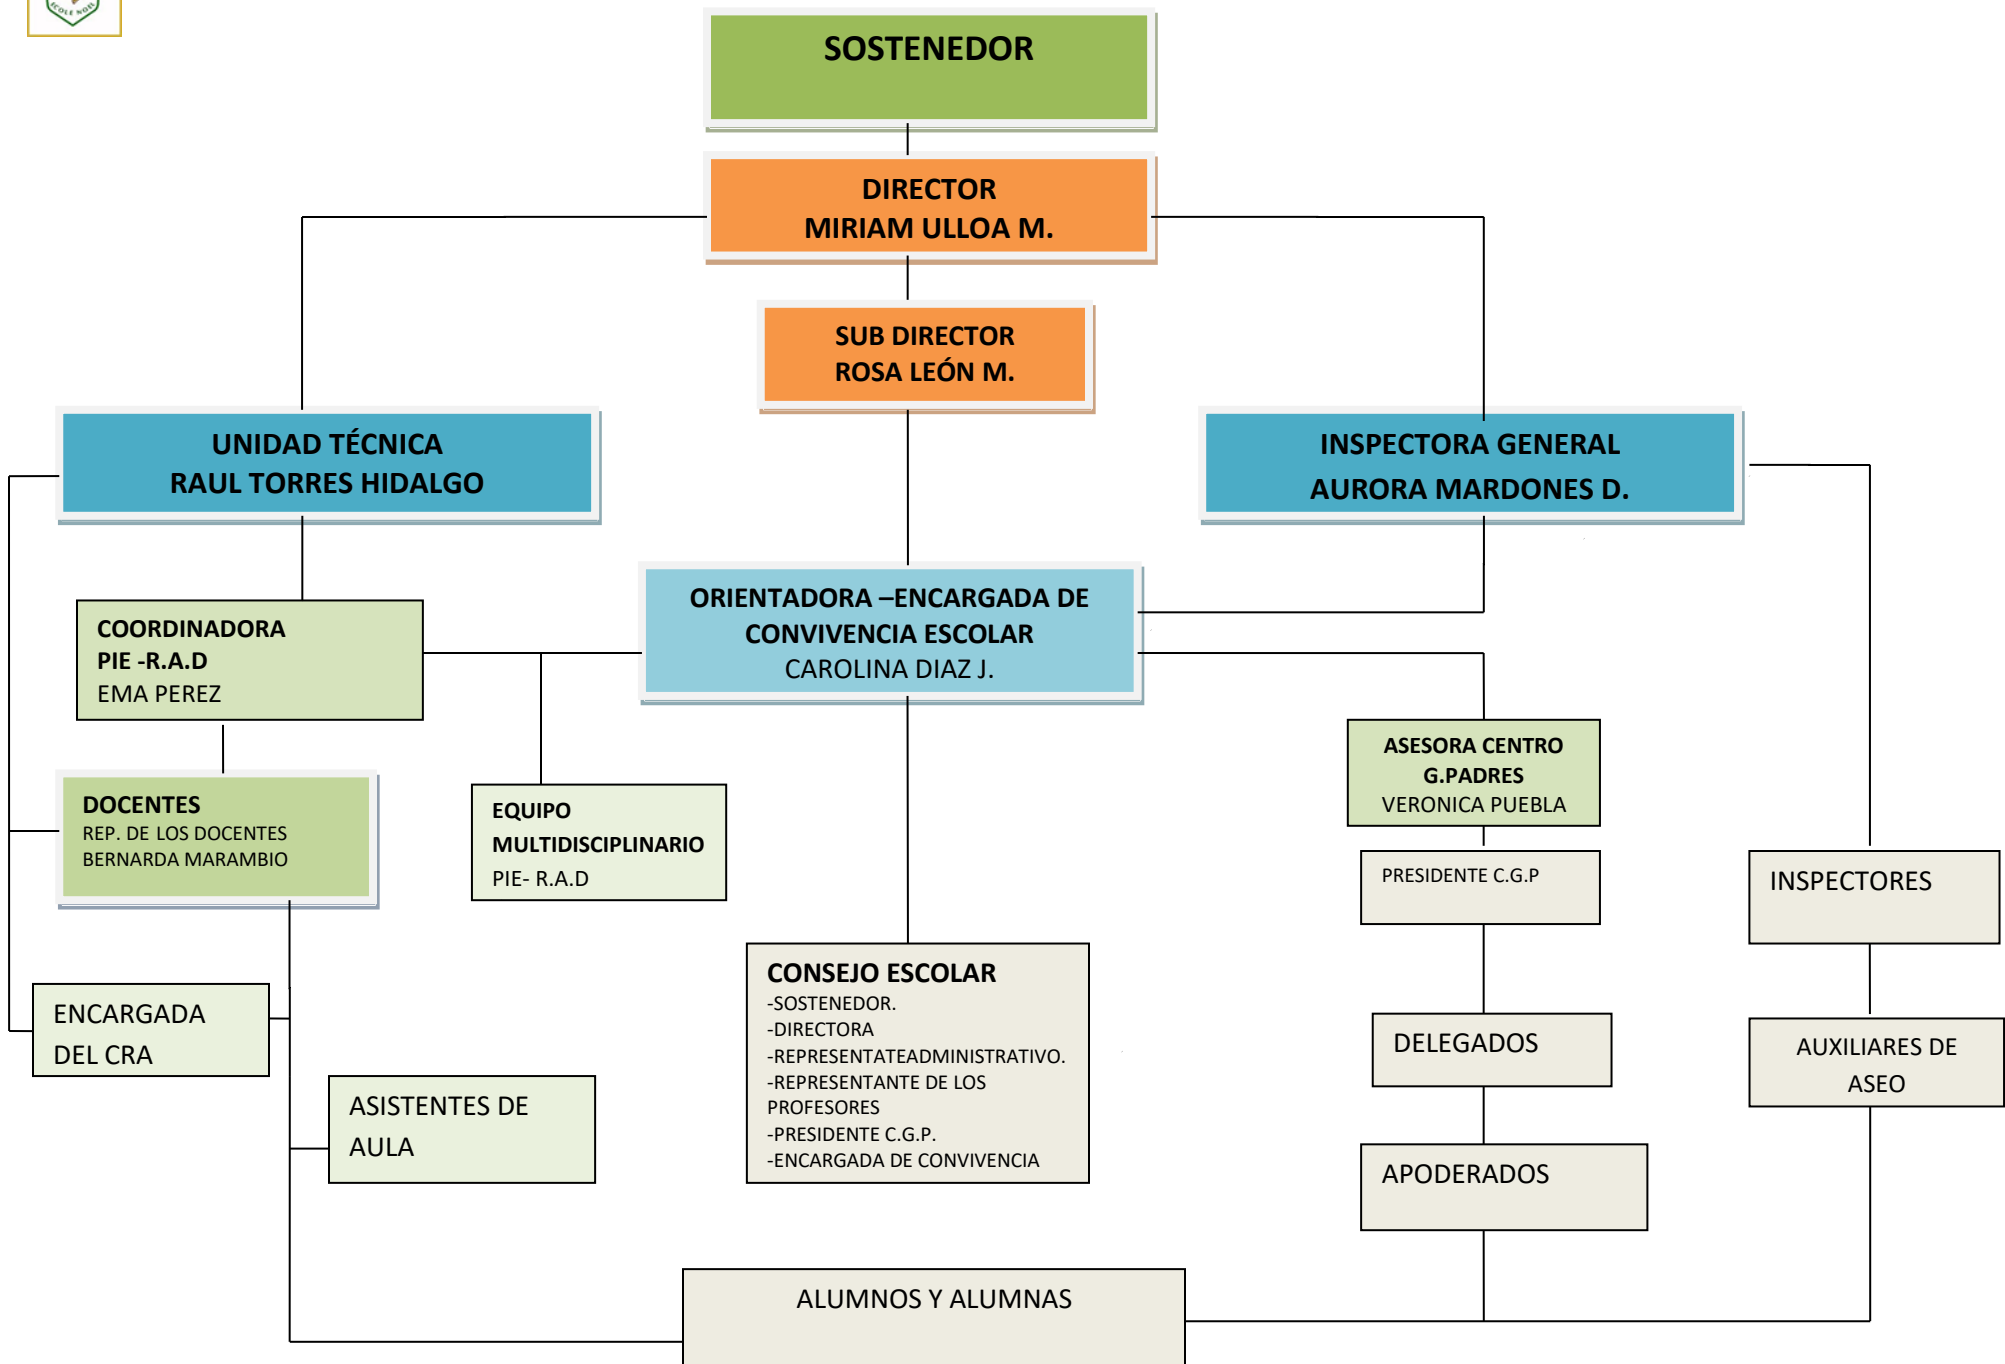 ECOLE NOEL
SOSTENEDOR
DIRECTOR
MIRIAM ULLOA M.
SUB DIRECTOR
ROSA LEÓN M.
UNIDAD TÉCNICA
RAUL TORRES HIDALGO
INSPECTORA GENERAL
AURORA MARDONES D.
ORIENTADORA –ENCARGADA DE
CONVIVENCIA ESCOLAR
CAROLINA DIAZ J.
COORDINADORA
PIE -R.A.D
EMA PEREZ
DOCENTES
REP. DE LOS DOCENTES
BERNARDA MARAMBIO
EQUIPO
MULTIDISCIPLINARIO
PIE- R.A.D
ASESORA CENTRO
G.PADRES
VERONICA PUEBLA
PRESIDENTE C.G.P
INSPECTORES
CONSEJO ESCOLAR
-SOSTENEDOR.
-DIRECTORA
-REPRESENTATEADMINISTRATIVO.
-REPRESENTANTE DE LOS
PROFESORES
-PRESIDENTE C.G.P.
-ENCARGADA DE CONVIVENCIA
ENCARGADA
DEL CRA
DELEGADOS
AUXILIARES DE
ASEO
ASISTENTES DE
AULA
APODERADOS
ALUMNOS Y ALUMNAS